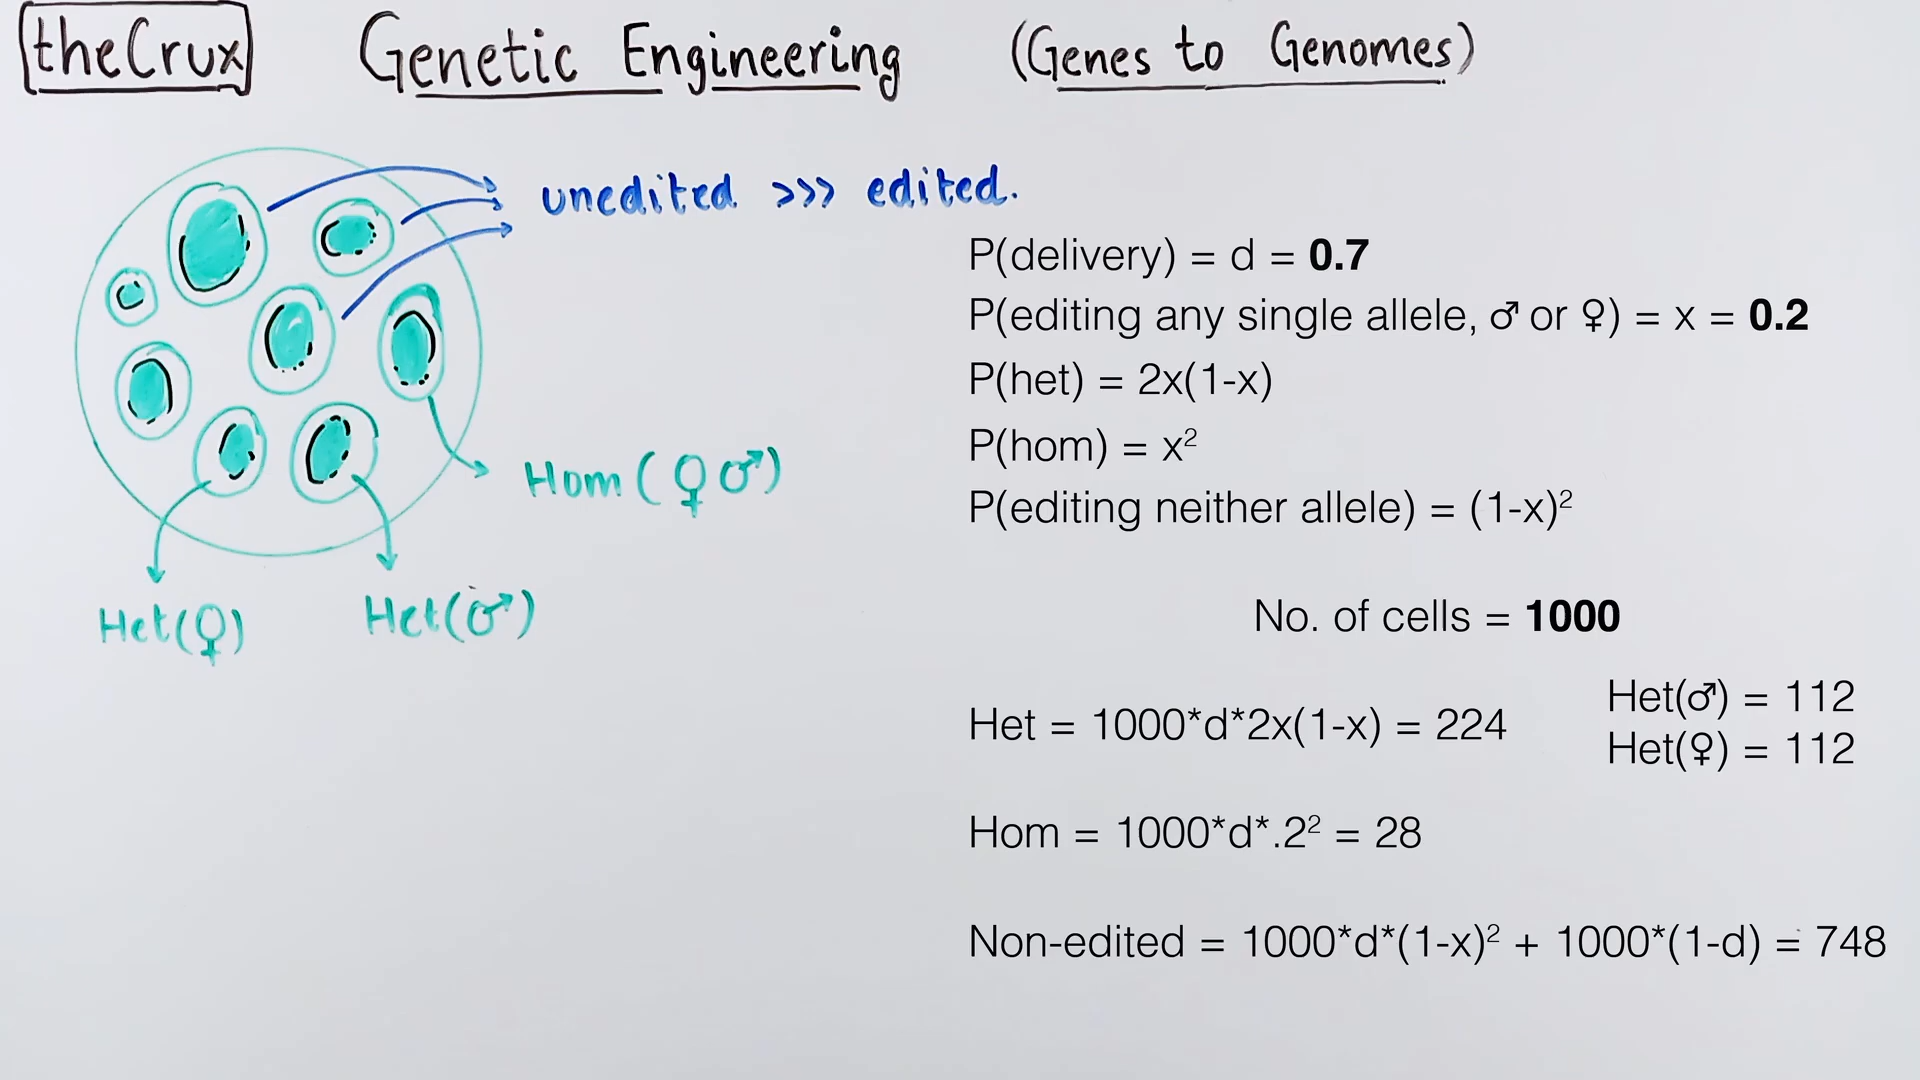 theCrux
Genetic Engineering (Genes to Genomes)
unedited >>> edited.
Hom (♀♂)
Het(♀)
Het(♂)
P(delivery) = d = 0.7
P(editing any single allele, ♂ or ♀) = x = 0.2
P(het) = 2x(1-x)
P(hom) = x²
P(editing neither allele) = (1-x)²
No. of cells = 1000
Het = 1000*d*2x(1-x) = 224
Het(♂) = 112
Het(♀) = 112
Hom = 1000*d*.2² = 28
Non-edited = 1000*d*(1-x)² + 1000*(1-d) = 748